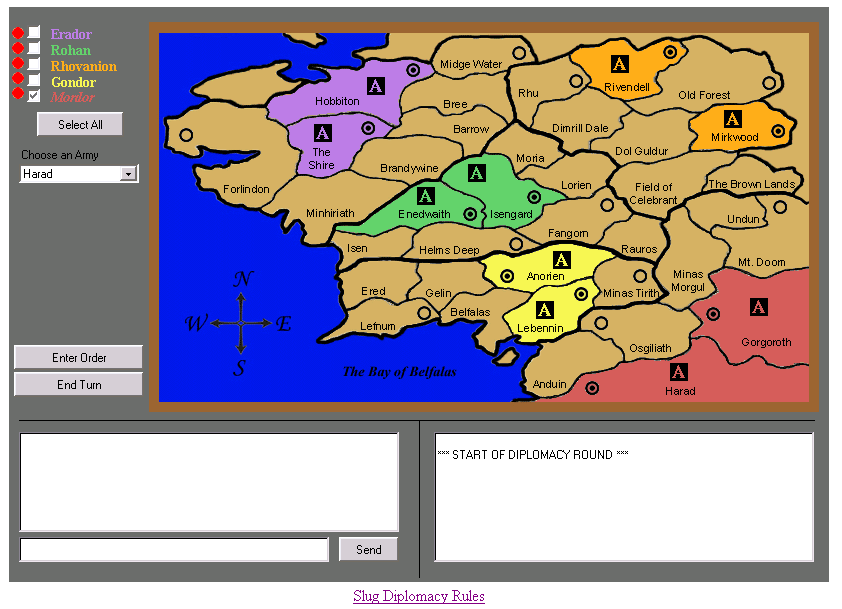 Erador
Rohan
Rhovanion
Gondor
Mordor
Select All
Choose an Army
Harad
Enter Order
End Turn
Midge Water
A
Rivendell
A
Hobbiton
Rhu
Old Forest
Bree
A
Mirkwood
Barrow
Dimrill Dale
A
The
Shire
Dol Guldur
Moria
Brandywine
A
Lorien
Field of
Celebrant
The Brown Lands
Forlindon
A
Minhiriath
Enedwaith
Isengard
Undun
Fangorn
Isen
Helms Deep
Rauros
A
Anorien
Mt. Doom
Minas
Morgul
Ered
Gelin
Minas Tirith
N
W
E
S
A
Lebennin
Belfalas
Lefnum
A
Gorgoroth
Osgiliath
The Bay of Belfalas
A
Anduin
Harad
*** START OF DIPLOMACY ROUND ***
Send
Slug Diplomacy Rules